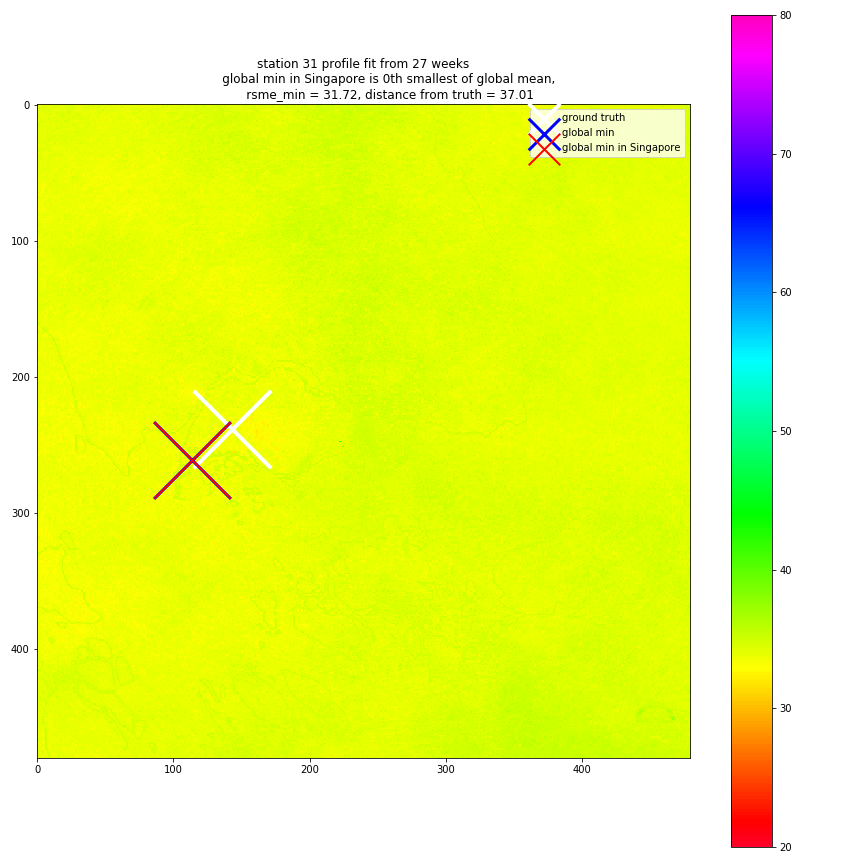 station 31 profile fit from 27 weeks
global min in Singapore is 0th smallest of global mean,
rsme_min = 31.72, distance from truth = 37.01
ground truth
global min
global min in Singapore
0
100
200
300
400
0
100
200
300
400
80
70
60
50
40
30
20